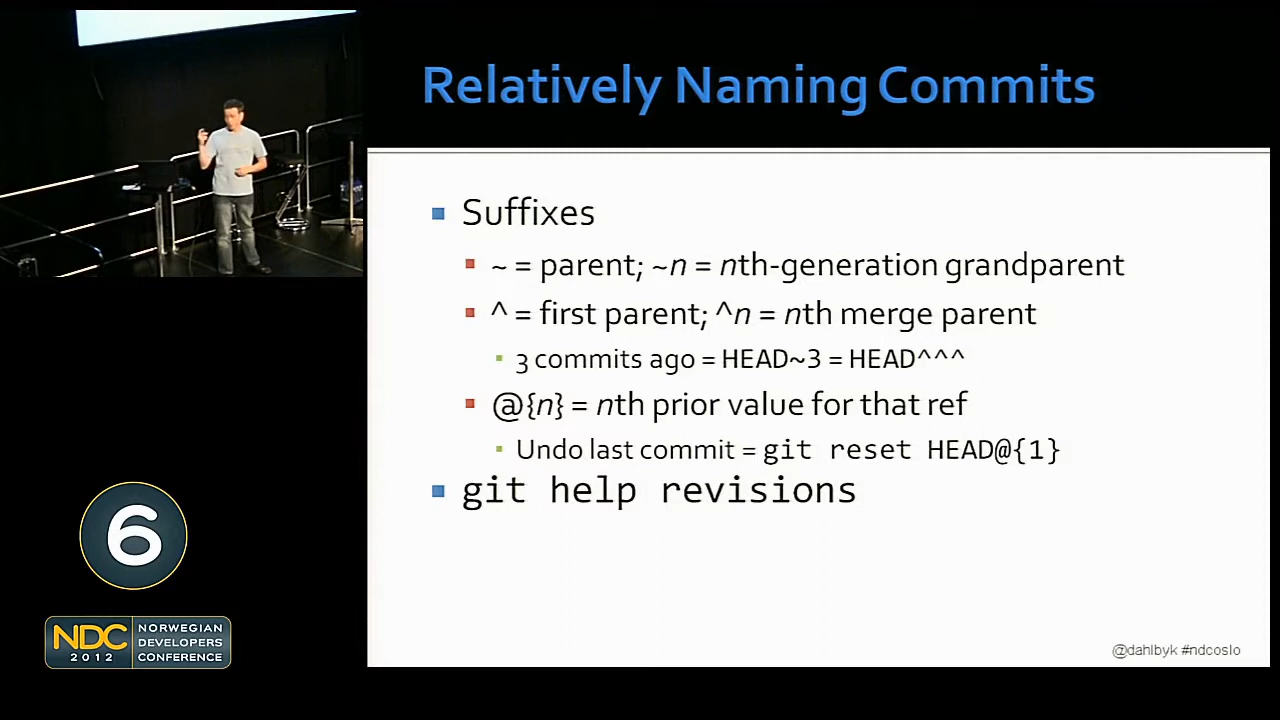 Relatively Naming Commits
Suffixes
~ = parent; ~n = nth-generation grandparent
^ = first parent; ^n = nth merge parent
3 commits ago = HEAD~3 = HEAD^^^
@{n} = nth prior value for that ref
Undo last commit = git reset HEAD@{1}
git help revisions
6
NDC
2012
NORWEGIAN
DEVELOPERS
CONFERENCE
@dahlbyk #ndcoslo